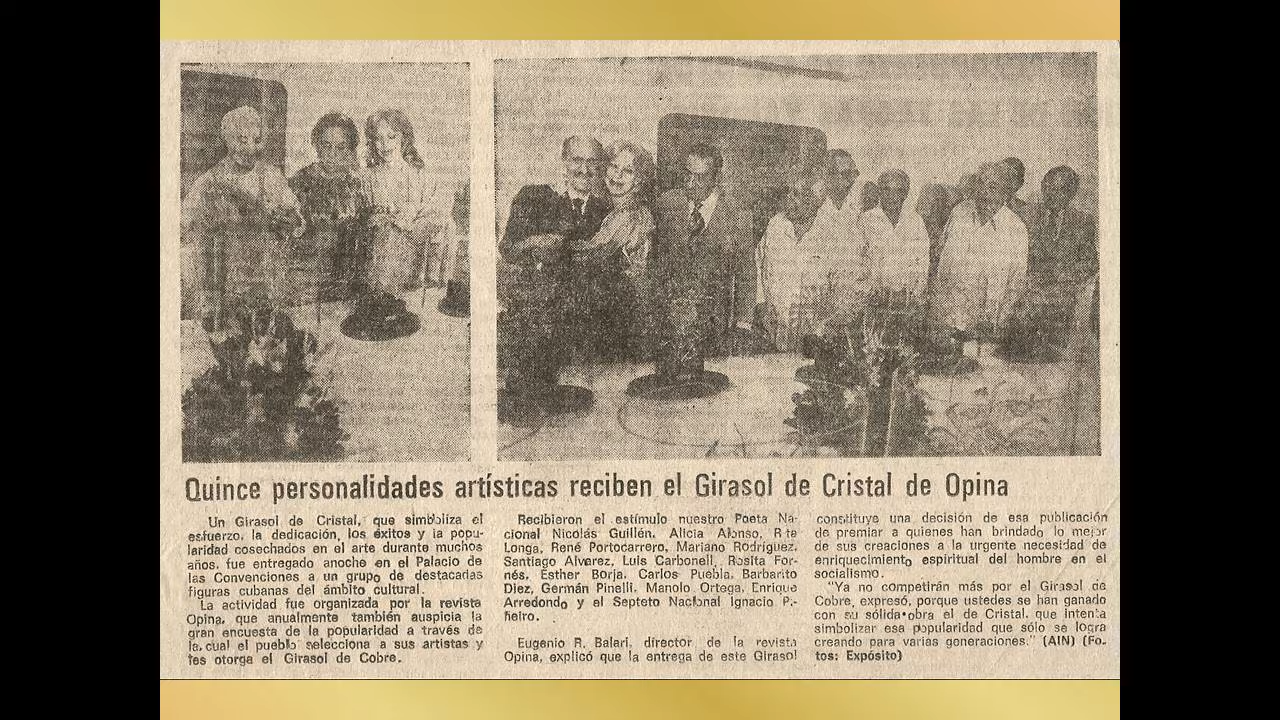 Quince personalidades artísticas reciben el Girasol de Cristal de Opina
Un Girasol de Cristal, que simboliza el
esfuerzo, la dedicación, los éxitos y la popu-
laridad cosechados en el arte durante muchos
años, fue entregado anoche en el Palacio de
las Convenciones a un grupo de destacadas
figuras cubanas del ámbito cultural.
La actividad fue organizada por la revista
Opina, que anualmente también auspicia la
gran encuesta de la popularidad a través de
la cual el pueblo selecciona a sus artistas y
les otorga el Girasol de Cobre.
Recibieron el estímulo nuestro Poeta Na-
cional Nicolás Guillén, Alicia Alonso, Rita
Longa, René Portocarrero, Mariano Rodríguez,
Santiago Alvarez, Luis Carbonell, Rosita For-
nés, Esther Borja, Carlos Puebla, Barbarito
Diez, Germán Pinelli, Manolo Ortega, Enrique
Arredondo y el Septeto Nacional Ignacio Pi-
ñeiro.
Eugenio R. Balari, director de la revista
Opina, explicó que la entrega de este Girasol
constituye una decisión de esa publicación
de premiar a quienes han brindado lo mejor
de sus creaciones a la urgente necesidad de
enriquecimiento espiritual del hombre en el
socialismo.
"Ya no competirán más por el Girasol de
Cobre, expresó, porque ustedes se han ganado
con su sólida obra el de Cristal, que intenta
simbolizar esa popularidad que sólo se logra
creando para varias generaciones." (AIN) (Fo-
tos: Expósito)